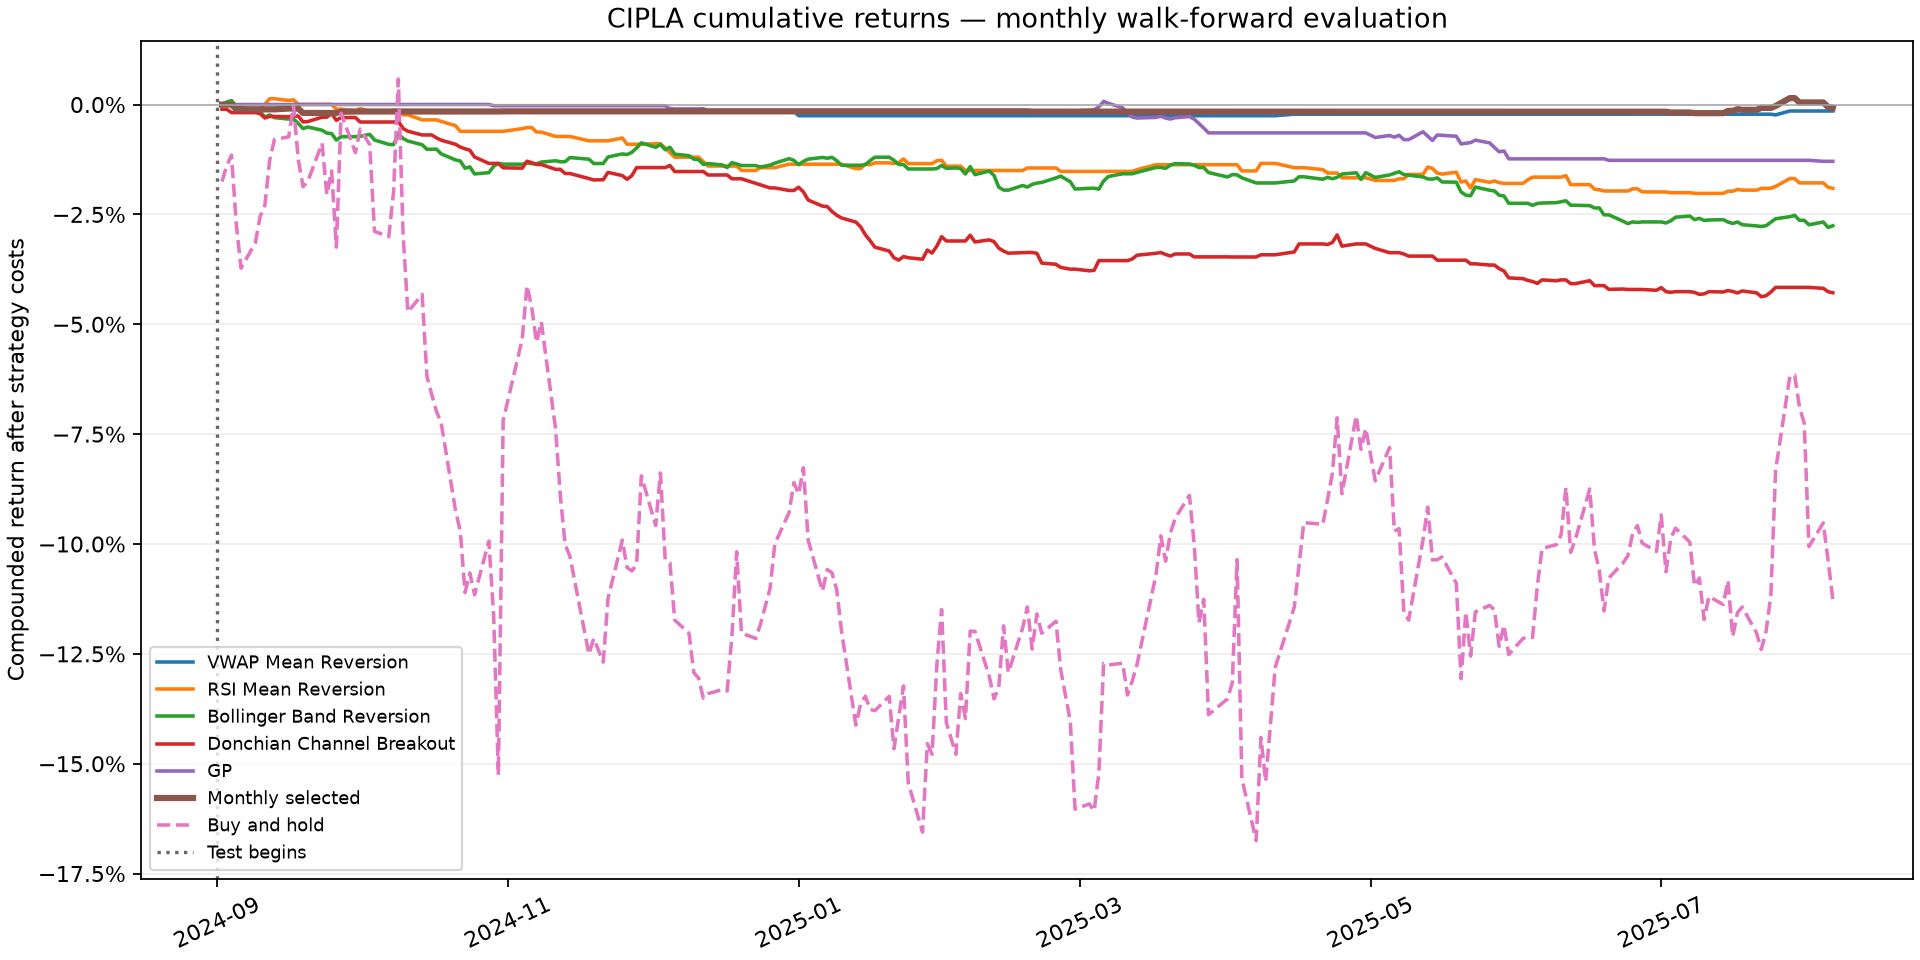 CIPLA cumulative returns — monthly walk-forward evaluation
Compounded return after strategy costs
0.0%
−2.5%
−5.0%
−7.5%
−10.0%
−12.5%
−15.0%
−17.5%
VWAP Mean Reversion
RSI Mean Reversion
Bollinger Band Reversion
Donchian Channel Breakout
GP
Monthly selected
Buy and hold
Test begins
2024-09
2024-11
2025-01
2025-03
2025-05
2025-07